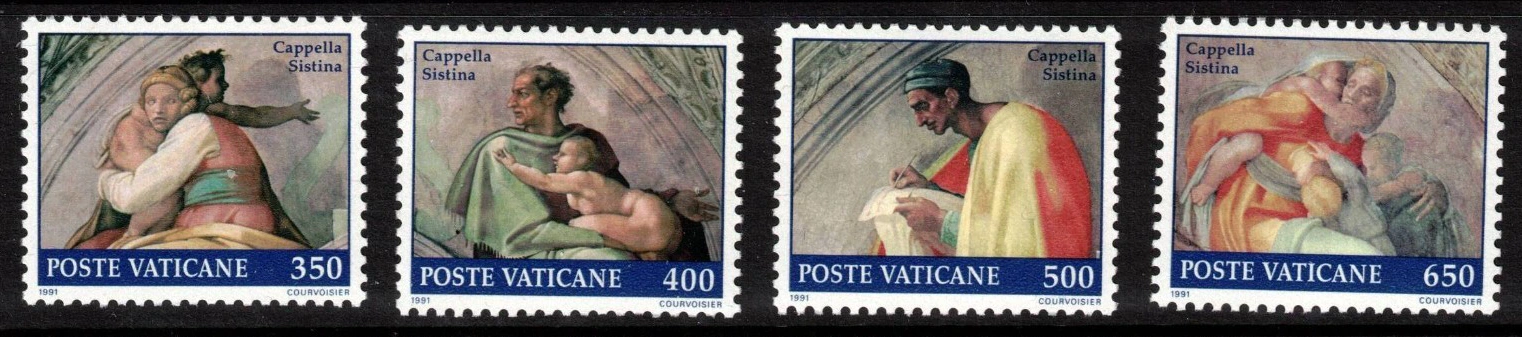 Cappella
Sistina
POSTE VATICANE 350
1991 COURVOISIER
Cappella
Sistina
POSTE VATICANE 400
1991 COURVOISIER
Cappella
Sistina
POSTE VATICANE 500
1991 COURVOISIER
Cappella
Sistina
POSTE VATICANE 650
1991 COURVOISIER